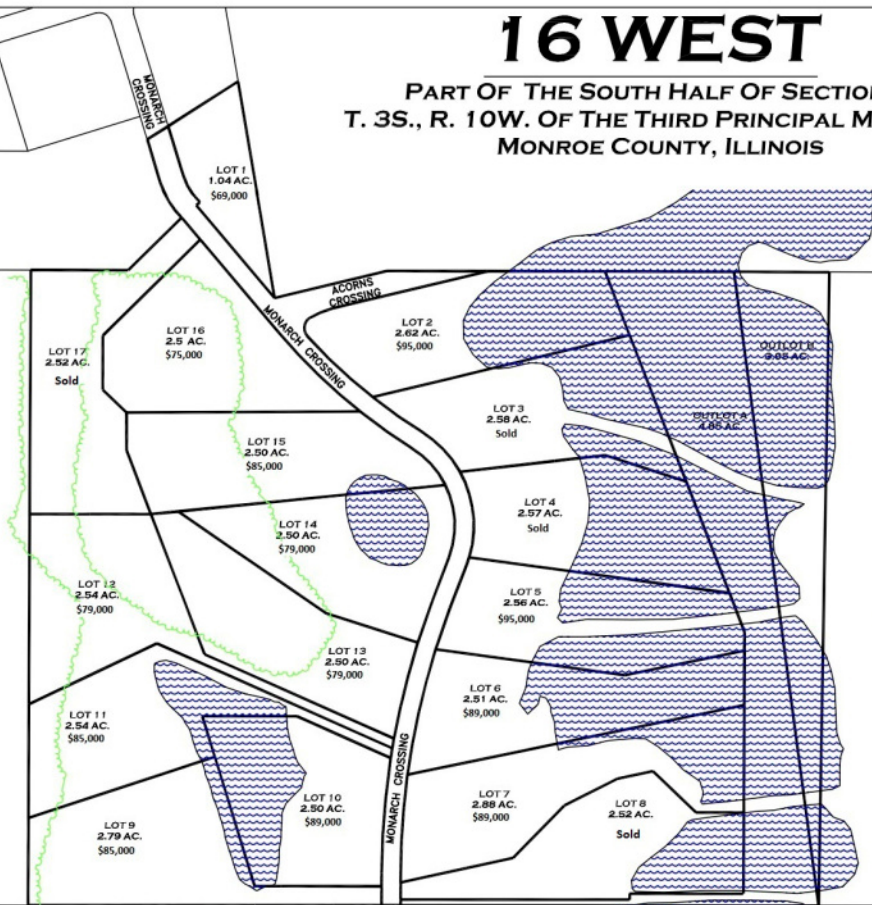 16 WEST
PART OF THE SOUTH HALF OF SECTIO
T. 3S., R. 10W. OF THE THIRD PRINCIPAL M
MONROE COUNTY, ILLINOIS
MONARCH
CROSSING
LOT 1
1.04 AC.
$69,000
ACORNS
CROSSING
MONARCH CROSSING
LOT 2
2.62 AC.
$95,000
LOT 16
2.5 AC.
$75,000
LOT 17
2.52 AC.
Sold
OUTLOT B
3.05 AC.
LOT 3
2.58 AC.
Sold
OUTLOT A
4.85 AC.
LOT 15
2.50 AC.
$85,000
LOT 4
2.57 AC.
Sold
LOT 14
2.50 AC.
$79,000
LOT 12
2.54 AC.
$79,000
LOT 5
2.56 AC.
$95,000
LOT 13
2.50 AC.
$79,000
LOT 6
2.51 AC.
$89,000
LOT 11
2.54 AC.
$85,000
MONARCH CROSSING
LOT 10
2.50 AC.
$89,000
LOT 7
2.88 AC.
$89,000
LOT 8
2.52 AC.
Sold
LOT 9
2.79 AC.
$85,000